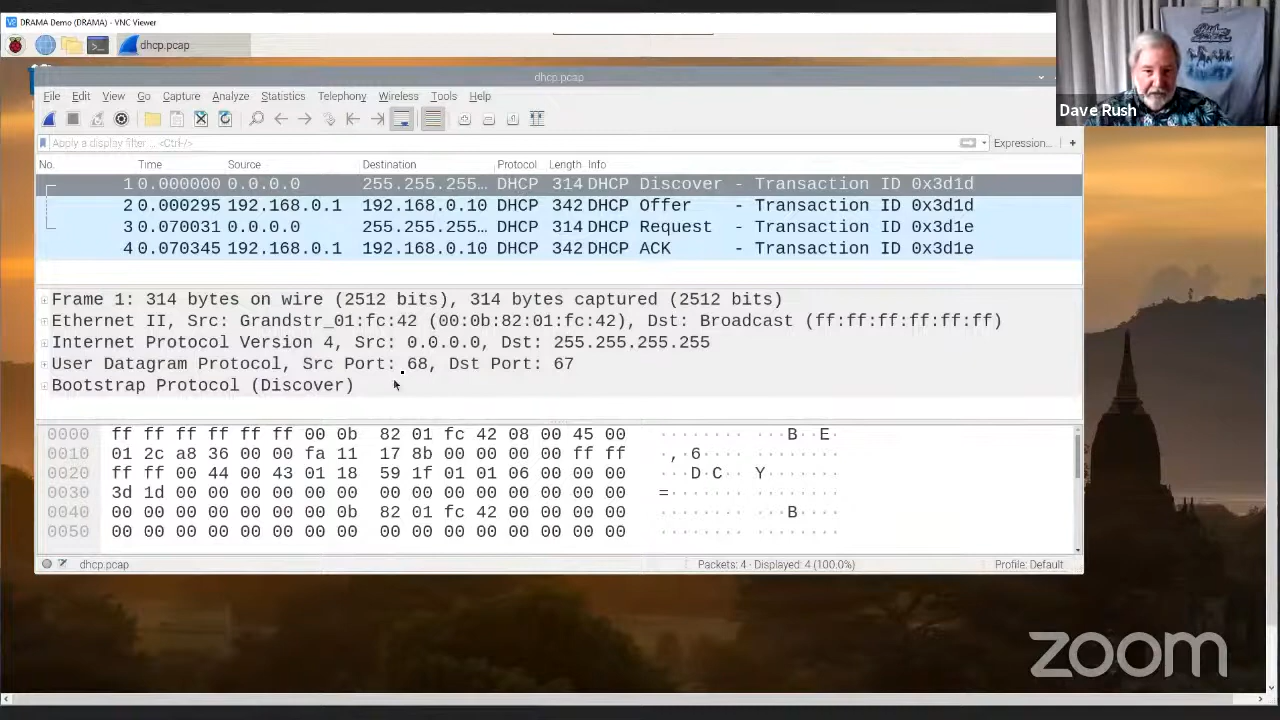 DRAMA Demo (DRAMA) - VNC Viewer
dhcp.pcap
dhcp.pcap
Dave Rush
File Edit View Go Capture Analyze Statistics Telephony Wireless Tools Help
Apply a display filter ... <Ctrl-/> Expression... +
No. Time Source Destination Protocol Length Info
1 0.000000 0.0.0.0 255.255.255… DHCP 314 DHCP Discover - Transaction ID 0x3d1d
2 0.000295 192.168.0.1 192.168.0.10 DHCP 342 DHCP Offer - Transaction ID 0x3d1d
3 0.070031 0.0.0.0 255.255.255… DHCP 314 DHCP Request - Transaction ID 0x3d1e
4 0.070345 192.168.0.1 192.168.0.10 DHCP 342 DHCP ACK - Transaction ID 0x3d1e
Frame 1: 314 bytes on wire (2512 bits), 314 bytes captured (2512 bits)
Ethernet II, Src: Grandstr_01:fc:42 (00:0b:82:01:fc:42), Dst: Broadcast (ff:ff:ff:ff:ff:ff)
Internet Protocol Version 4, Src: 0.0.0.0, Dst: 255.255.255.255
User Datagram Protocol, Src Port: 68, Dst Port: 67
Bootstrap Protocol (Discover)
0000 ff ff ff ff ff ff 00 0b 82 01 fc 42 08 00 45 00 ········ ···B··E·
0010 01 2c a8 36 00 00 fa 11 17 8b 00 00 00 00 ff ff ·,·6···· ········
0020 ff ff 00 44 00 43 01 18 59 1f 01 01 06 00 00 00 ···D·C·· Y·······
0030 3d 1d 00 00 00 00 00 00 00 00 00 00 00 00 00 00 =······· ········
0040 00 00 00 00 00 00 00 0b 82 01 fc 42 00 00 00 00 ········ ···B····
0050 00 00 00 00 00 00 00 00 00 00 00 00 00 00 00 00 ········ ········
dhcp.pcap Packets: 4 · Displayed: 4 (100.0%) Profile: Default
zoom